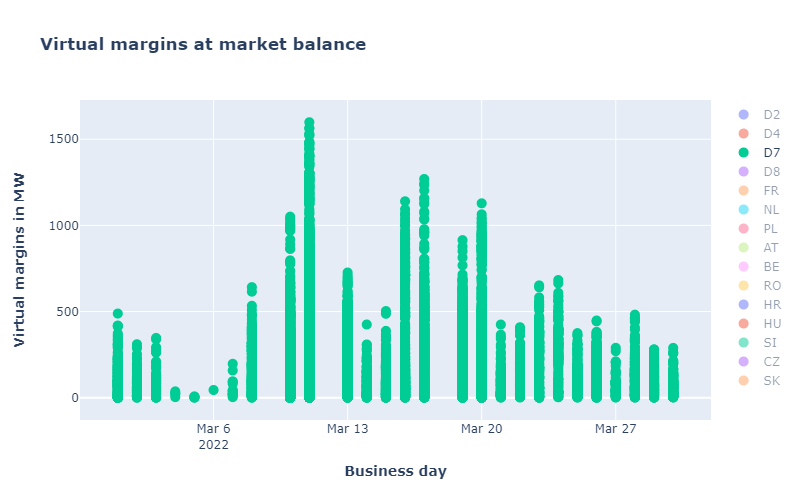 Virtual margins at market balance
Virtual margins in MW
1500
1000
500
0
Mar 6
2022
Mar 13
Mar 20
Mar 27
Business day
D2
D4
D7
D8
FR
NL
PL
AT
BE
RO
HR
HU
SI
CZ
SK